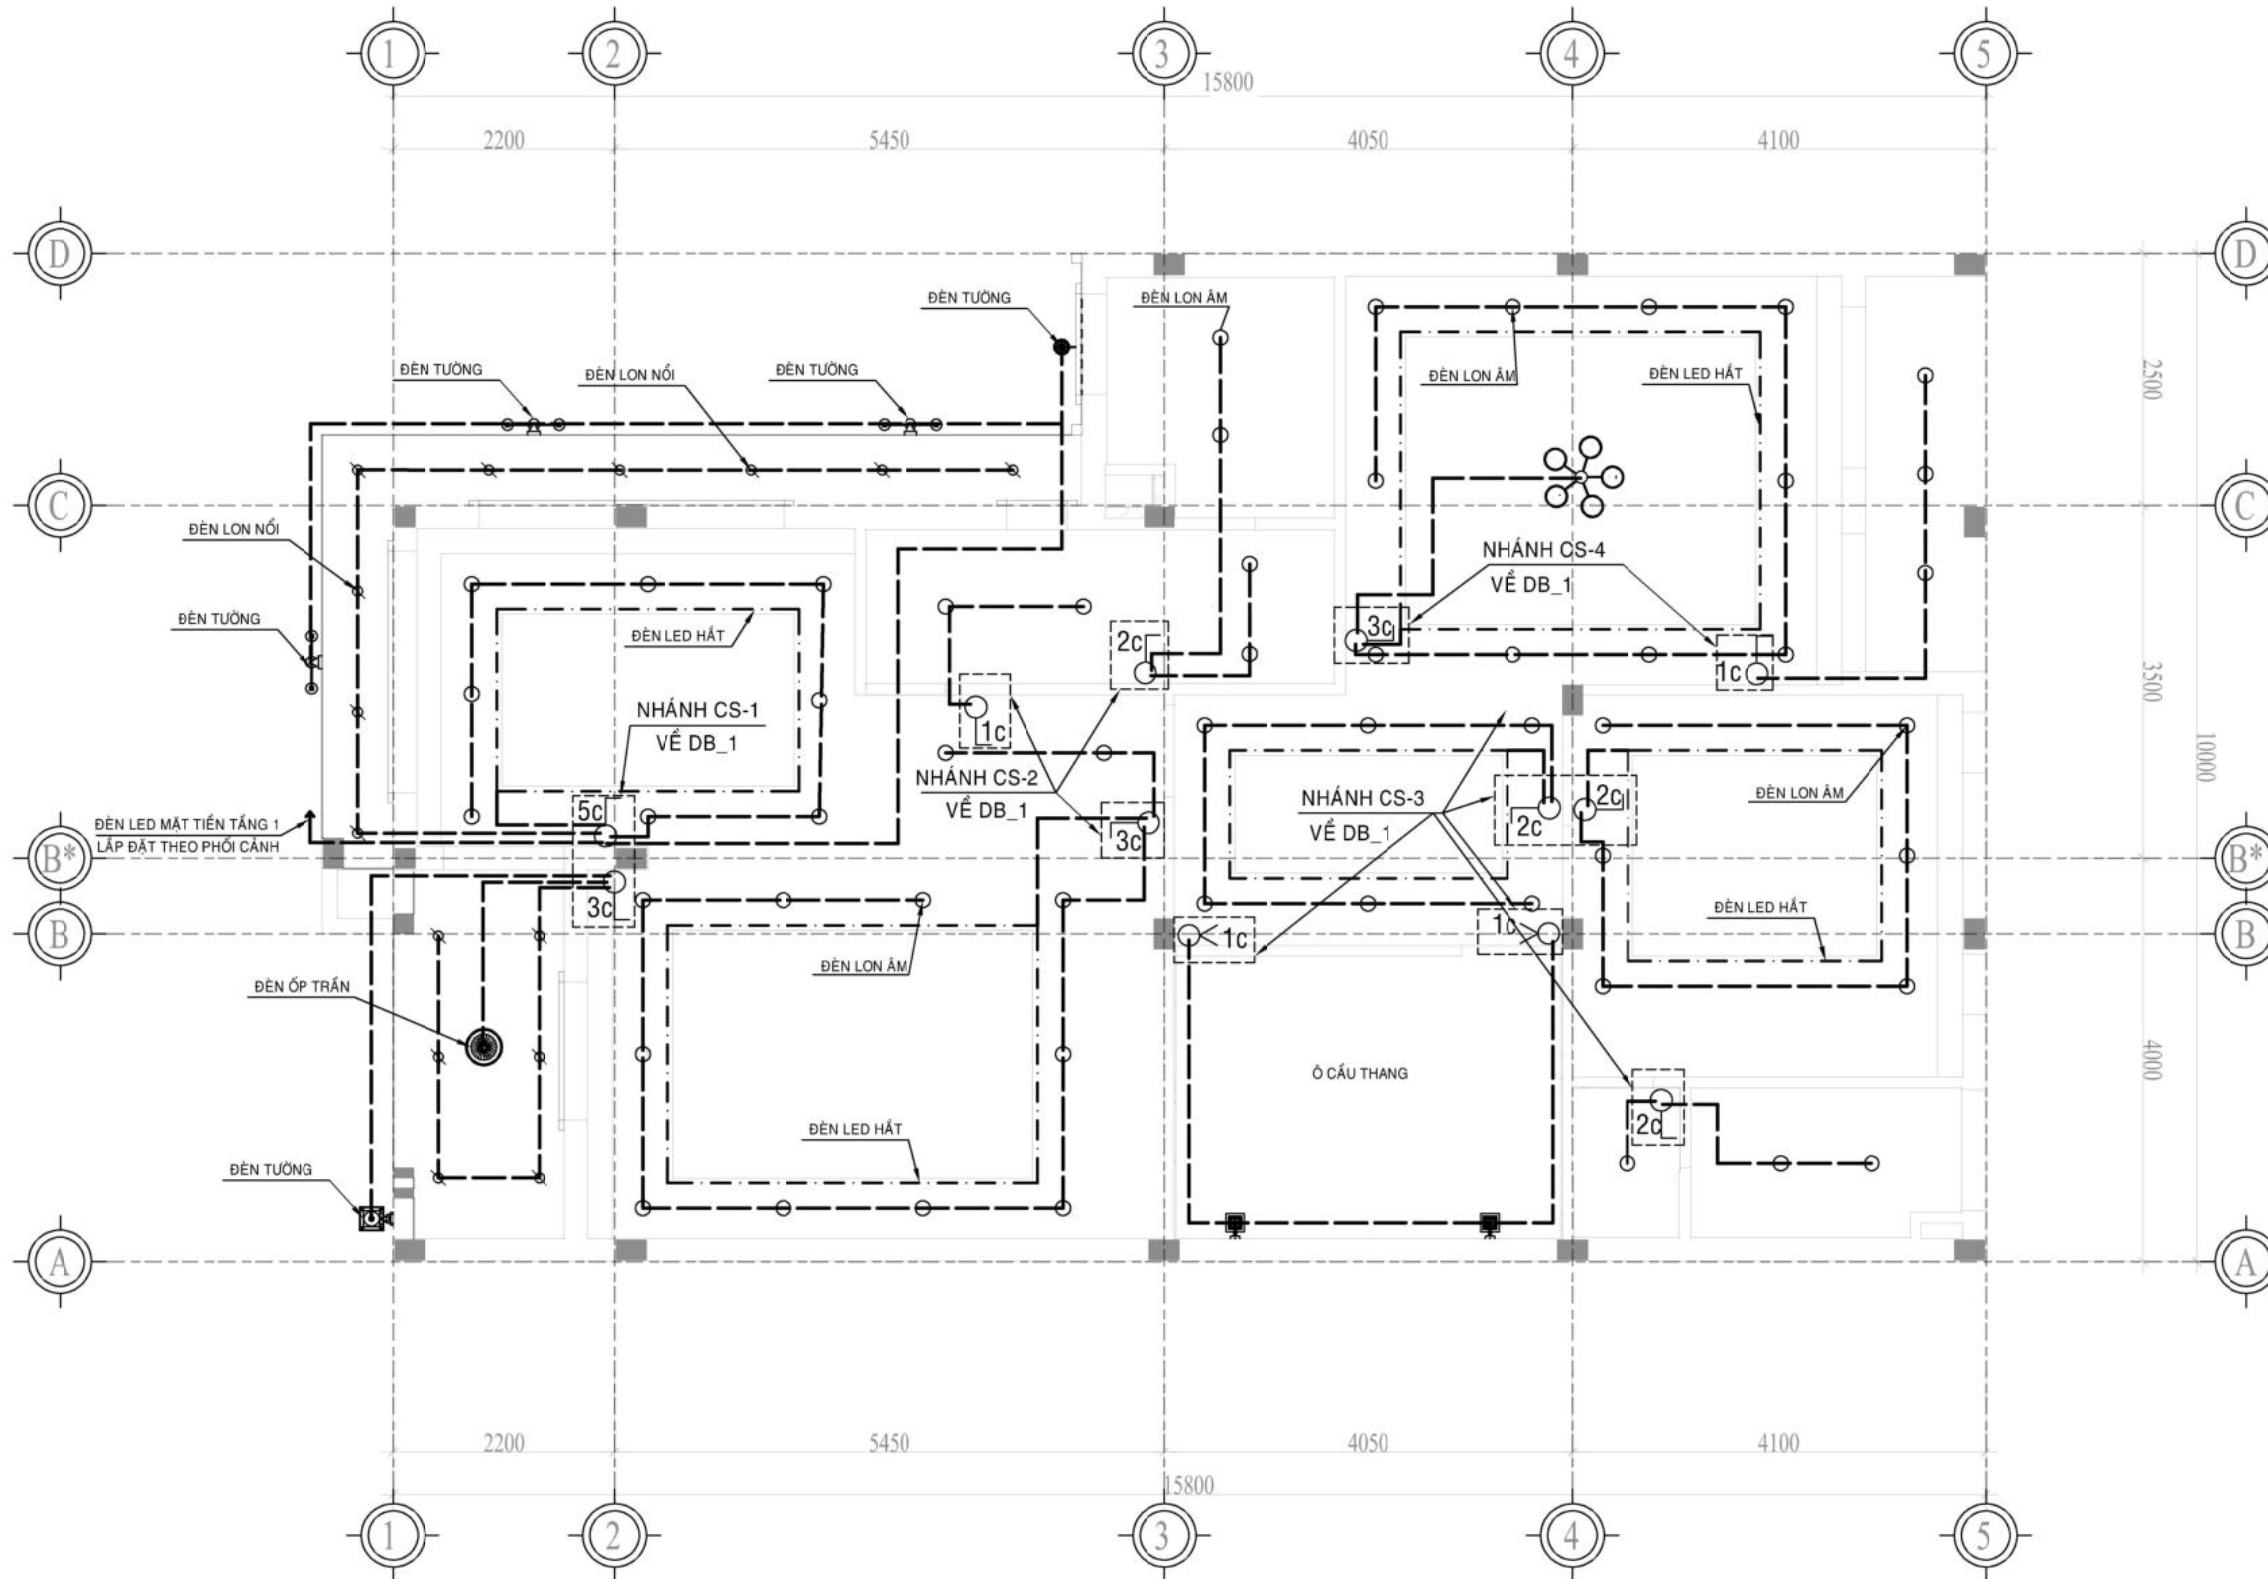 1 2 3 4 5
15800
2200 5450 4050 4100
D D
ĐÈN TƯỜNG
ĐÈN LON ÂM
ĐÈN TƯỜNG
ĐÈN LON NỔI
ĐÈN TƯỜNG
ĐÈN LON ÂM
ĐÈN LED HẮT
2500
C C
ĐÈN LON NỔI
NHÁNH CS-4
VỀ DB_1
ĐÈN TƯỜNG
ĐÈN LED HẮT
2c
3c
1c
3500
NHÁNH CS-1
VỀ DB_1
1c
10000
NHÁNH CS-2
VỀ DB_1
NHÁNH CS-3
VỀ DB_1
ĐÈN LON ÂM
5c
3c
2c
2c
ĐÈN LED MẶT TIỀN TẦNG 1
LẮP ĐẶT THEO PHỐI CẢNH
B* B*
3c
ĐÈN LED HẮT
B B
1c
1c
ĐÈN LON ÂM
ĐÈN ỐP TRẦN
Ô CẦU THANG
4000
ĐÈN LED HẮT
2c
ĐÈN TƯỜNG
A A
2200 5450 4050 4100
15800
1 2 3 4 5